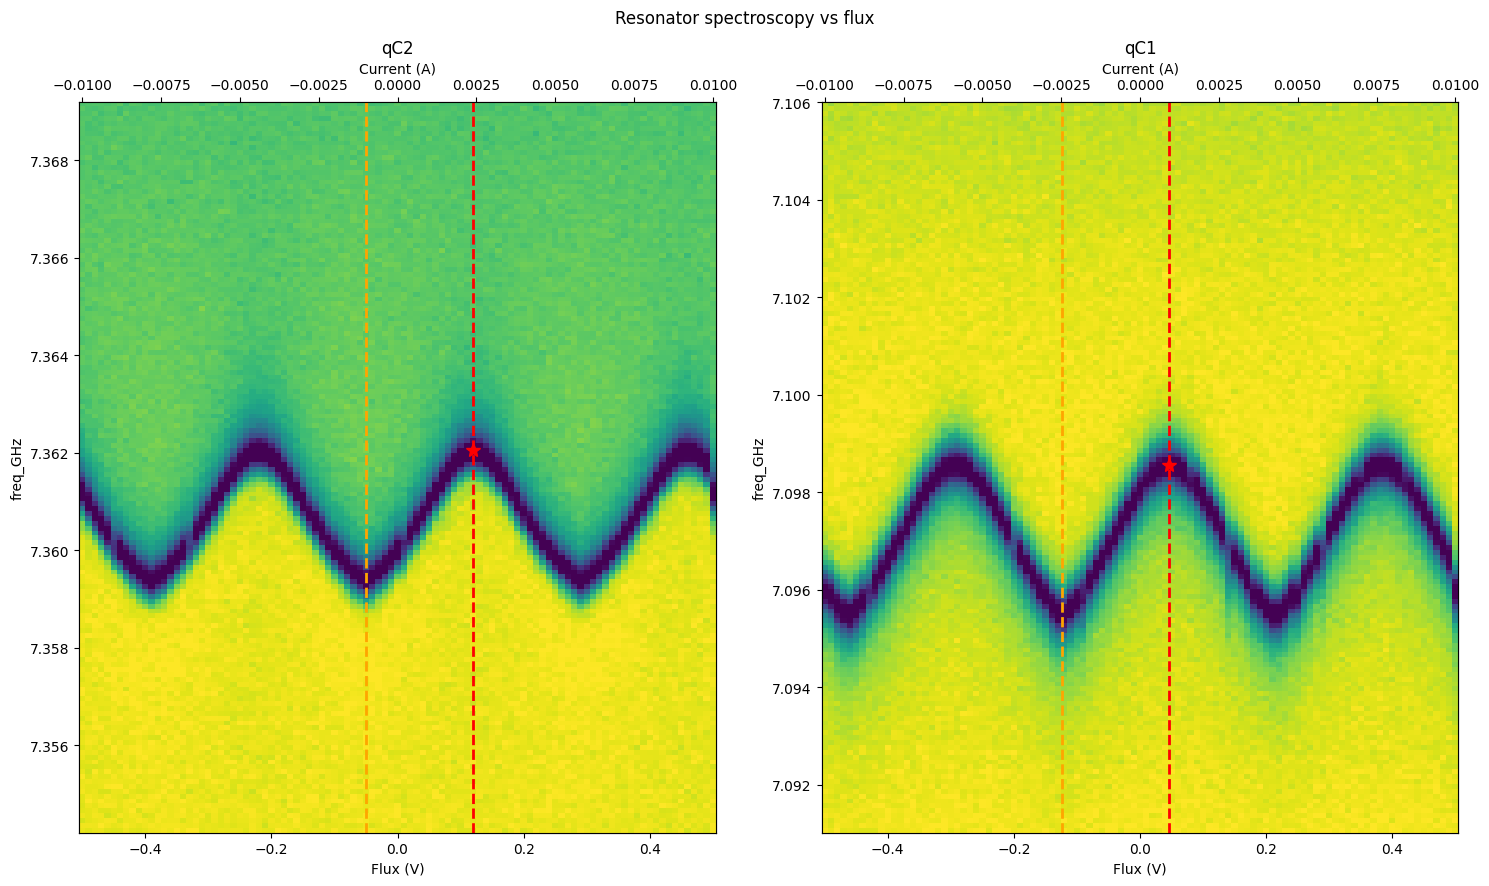 Resonator spectroscopy vs flux
qC2
Current (A)
−0.0100 −0.0075 −0.0050 −0.0025 0.0000 0.0025 0.0050 0.0075 0.0100
freq_GHz
7.368
7.366
7.364
7.362
7.360
7.358
7.356
−0.4 −0.2 0.0 0.2 0.4
Flux (V)
qC1
Current (A)
−0.0100 −0.0075 −0.0050 −0.0025 0.0000 0.0025 0.0050 0.0075 0.0100
freq_GHz
7.106
7.104
7.102
7.100
7.098
7.096
7.094
7.092
−0.4 −0.2 0.0 0.2 0.4
Flux (V)